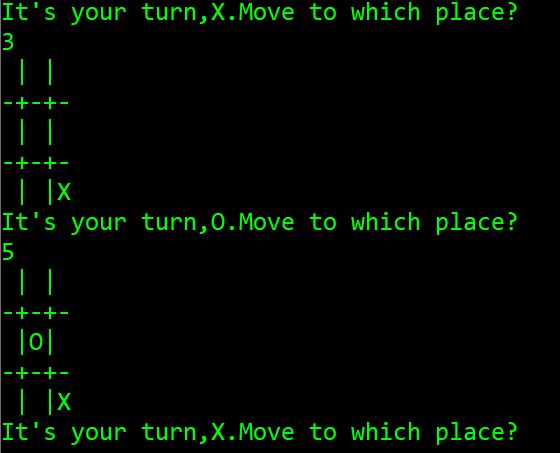 It's your turn,X.Move to which place?
3
 | |
-+-+-
 | |
-+-+-
 | |X
It's your turn,O.Move to which place?
5
 | |
-+-+-
 |O|
-+-+-
 | |X
It's your turn,X.Move to which place?